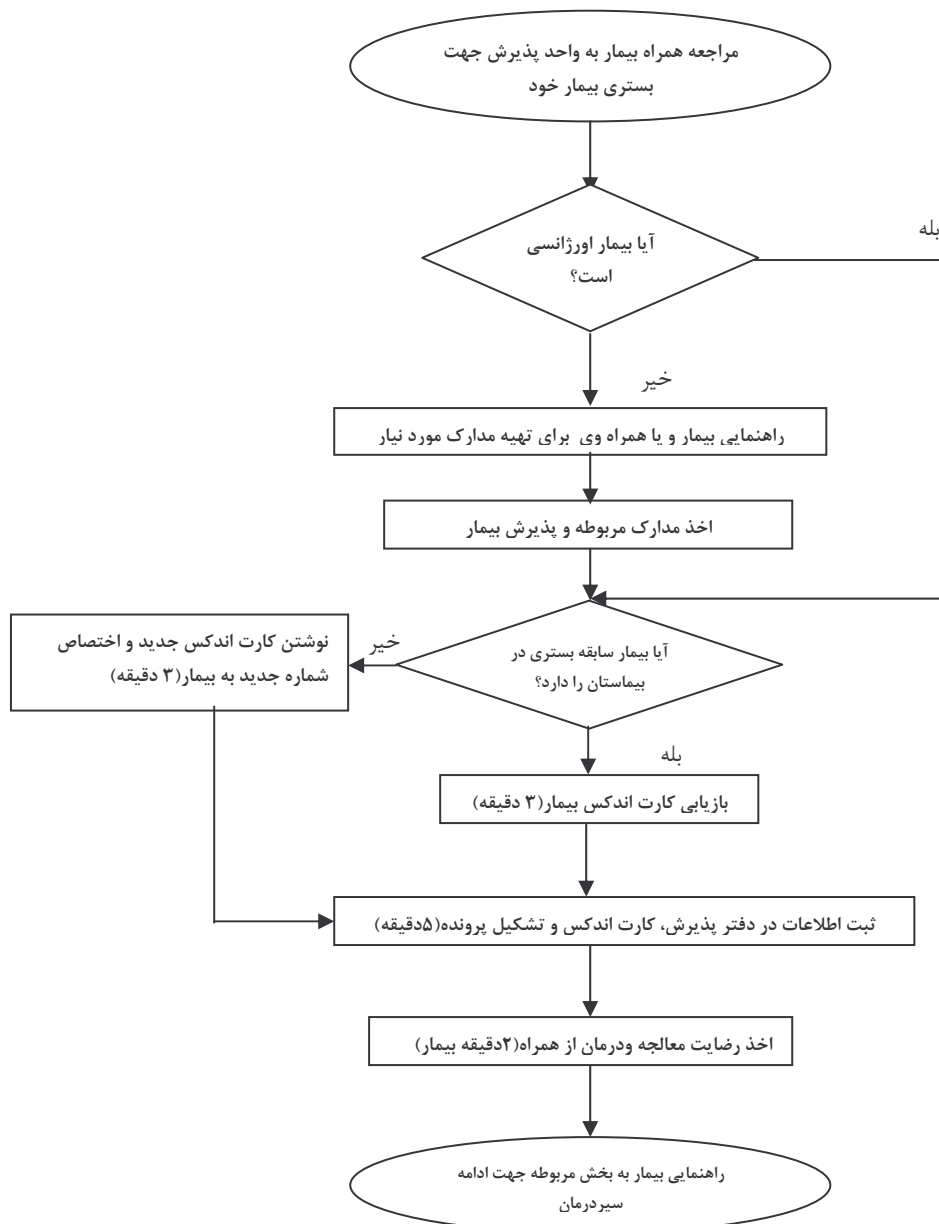 مراجعه همراه بیمار به واحد پذیرش جهت
بستری بیمار خود
آیا بیمار اورژانسی
است؟
بله
خیر
راهنمایی بیمار و یا همراه وی برای تهیه مدارک مورد نیار
اخذ مدارک مربوطه و پذیرش بیمار
آیا بیمار سابقه بستری در
بیماستان را دارد؟
خیر
نوشتن کارت اندکس جدید و اختصاص
شماره جدید به بیمار(۳ دقیقه)
بله
بازیابی کارت اندکس بیمار(۳ دقیقه)
ثبت اطلاعات در دفتر پذیرش، کارت اندکس و تشکیل پرونده(۵دقیقه)
اخذ رضایت معالجه ودرمان از همراه(۲دقیقه بیمار)
راهنمایی بیمار به بخش مربوطه جهت ادامه
سیردرمان